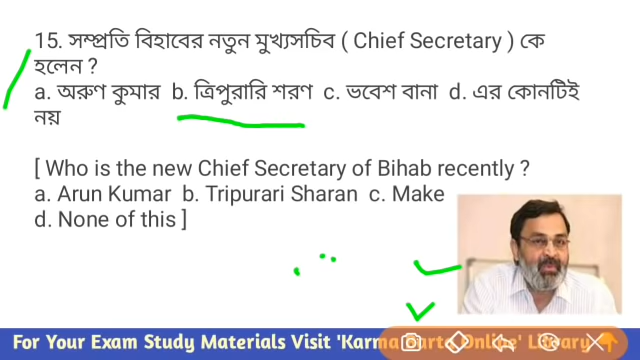 15. সম্প্রতি বিহাবের নতুন মুখ্যসচিব ( Chief Secretary ) কে
হলেন ?
a. অরুণ কুমার b. ত্রিপুরারি শরণ c. ভবেশ বানা d. এর কোনটিই
নয়
[ Who is the new Chief Secretary of Bihab recently ?
a. Arun Kumar b. Tripurari Sharan c. Make
d. None of this ]
For Your Exam Study Materials Visit 'Karma Barta Online' Library